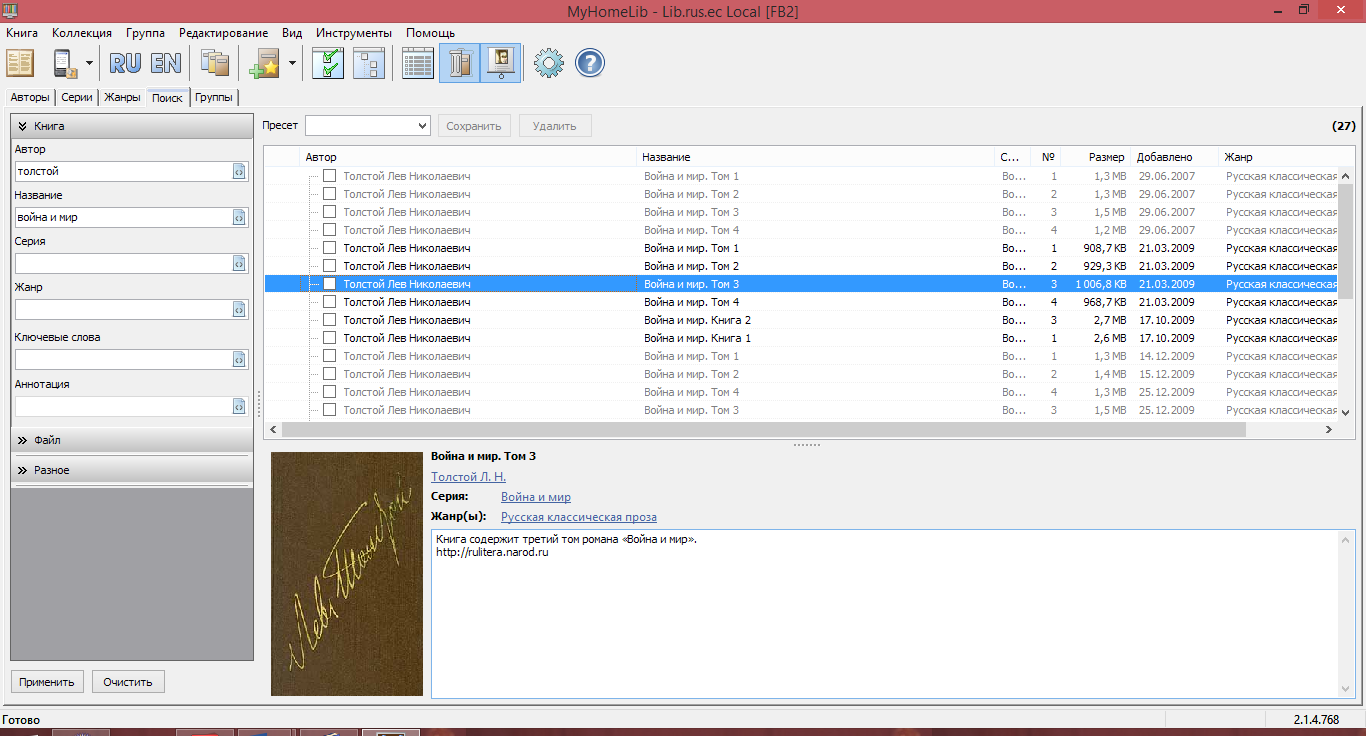 MyHomeLib - Lib.rus.ec Local [FB2]
Книга Коллекция Группа Редактирование Вид Инструменты Помощь
RU EN
Авторы Серии Жанры Поиск Группы
Книга
Автор
толстой
Название
война и мир
Серия
Жанр
Ключевые слова
Аннотация
Файл
Разное
Применить Очистить
Пресет Сохранить Удалить (27)
Автор Название С... № Размер Добавлено Жанр
Толстой Лев Николаевич Война и мир. Том 1 Во... 1 1,3 MB 29.06.2007 Русская классическая
Толстой Лев Николаевич Война и мир. Том 2 Во... 2 1,3 MB 29.06.2007 Русская классическая
Толстой Лев Николаевич Война и мир. Том 3 Во... 3 1,5 MB 29.06.2007 Русская классическая
Толстой Лев Николаевич Война и мир. Том 4 Во... 4 1,2 MB 29.06.2007 Русская классическая
Толстой Лев Николаевич Война и мир. Том 1 Во... 1 908,7 KB 21.03.2009 Русская классическая
Толстой Лев Николаевич Война и мир. Том 2 Во... 2 929,3 KB 21.03.2009 Русская классическая
Толстой Лев Николаевич Война и мир. Том 3 Во... 3 1 006,8 KB 21.03.2009 Русская классическая
Толстой Лев Николаевич Война и мир. Том 4 Во... 4 968,7 KB 21.03.2009 Русская классическая
Толстой Лев Николаевич Война и мир. Книга 2 Во... 3 2,7 MB 17.10.2009 Русская классическая
Толстой Лев Николаевич Война и мир. Книга 1 Во... 1 2,6 MB 17.10.2009 Русская классическая
Толстой Лев Николаевич Война и мир. Том 1 Во... 1 1,3 MB 14.12.2009 Русская классическая
Толстой Лев Николаевич Война и мир. Том 2 Во... 2 1,4 MB 15.12.2009 Русская классическая
Толстой Лев Николаевич Война и мир. Том 4 Во... 4 1,3 MB 25.12.2009 Русская классическая
Толстой Лев Николаевич Война и мир. Том 3 Во... 3 1,5 MB 25.12.2009 Русская классическая
Лев Толстой
Война и мир. Том 3
Толстой Л. Н.
Серия: Война и мир
Жанр(ы): Русская классическая проза
Книга содержит третий том романа «Война и мир».
http://rulitera.narod.ru
Готово 2.1.4.768